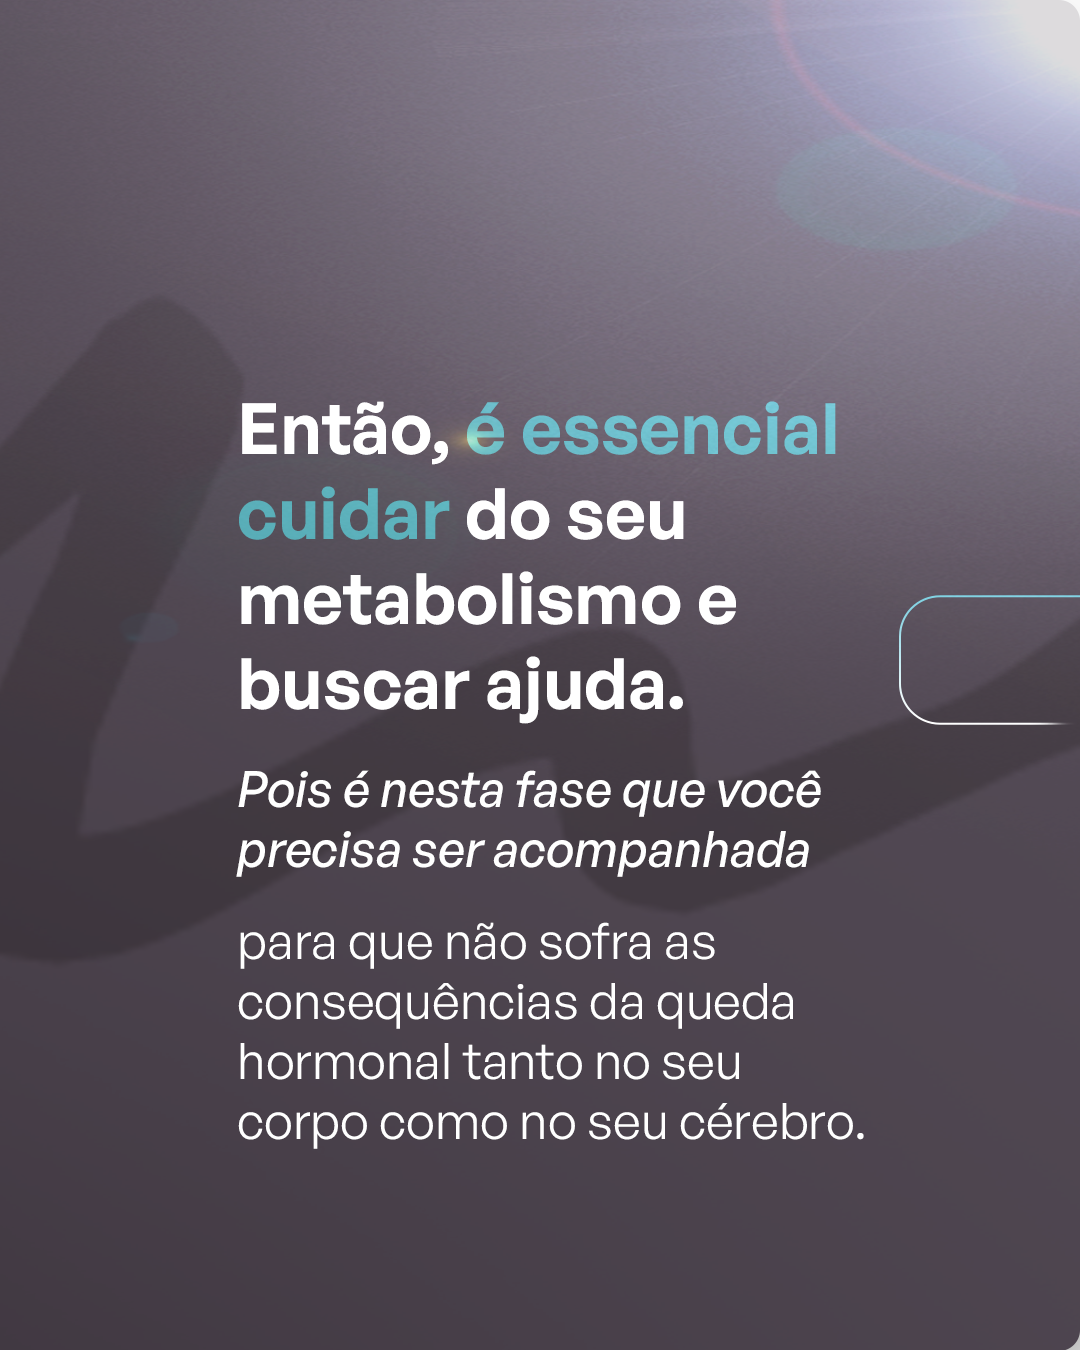 Então, é essencial
cuidar do seu
metabolismo e
buscar ajuda.
Pois é nesta fase que você
precisa ser acompanhada
para que não sofra as
consequências da queda
hormonal tanto no seu
corpo como no seu cérebro.